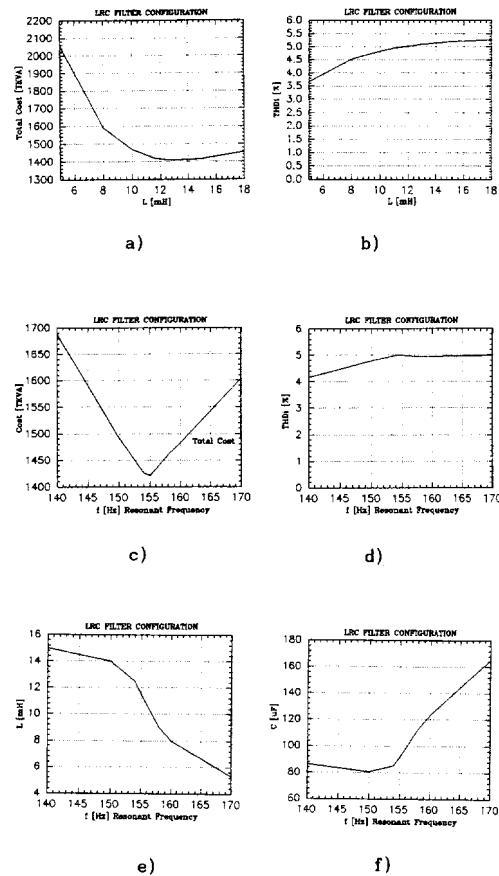 LRC FILTER CONFIGURATION
Total Cost [TKVA]
2200
2100
2000
1900
1800
1700
1600
1500
1400
1300
6 8 10 12 14 16 18
L [mH]
a)
LRC FILTER CONFIGURATION
THDi [%]
6.0
5.5
5.0
4.5
4.0
3.5
3.0
2.5
2.0
1.5
1.0
0.5
0.0
6 8 10 12 14 16 18
L [mH]
b)
LRC FILTER CONFIGURATION
Cost [TKVA]
1700
1650
1600
1550
1500
1450
1400
Total Cost
140 145 150 155 160 165 170
f [Hz] Resonant Frequency
c)
LRC FILTER CONFIGURATION
THDi [%]
6
5
4
3
2
1
0
140 145 150 155 160 165 170
f [Hz] Resonant Frequency
d)
LRC FILTER CONFIGURATION
L [mH]
16
14
12
10
8
6
4
140 145 150 155 160 165 170
f [Hz] Resonant Frequency
e)
LRC FILTER CONFIGURATION
C [uF]
180
160
140
120
100
80
60
140 145 150 155 160 165 170
f [Hz] Resonant Frequency
f)